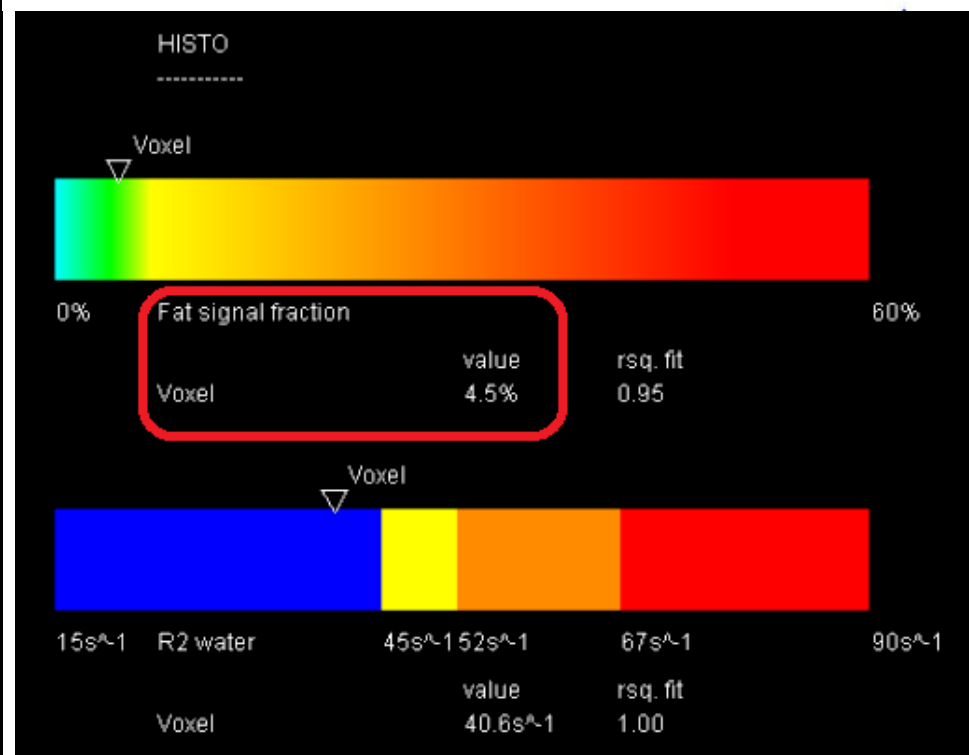 HISTO
-----------
Voxel
0% Fat signal fraction 60%
value rsq. fit
Voxel 4.5% 0.95
Voxel
15s^-1 R2 water 45s^-1 52s^-1 67s^-1 90s^-1
value rsq. fit
Voxel 40.6s^-1 1.00